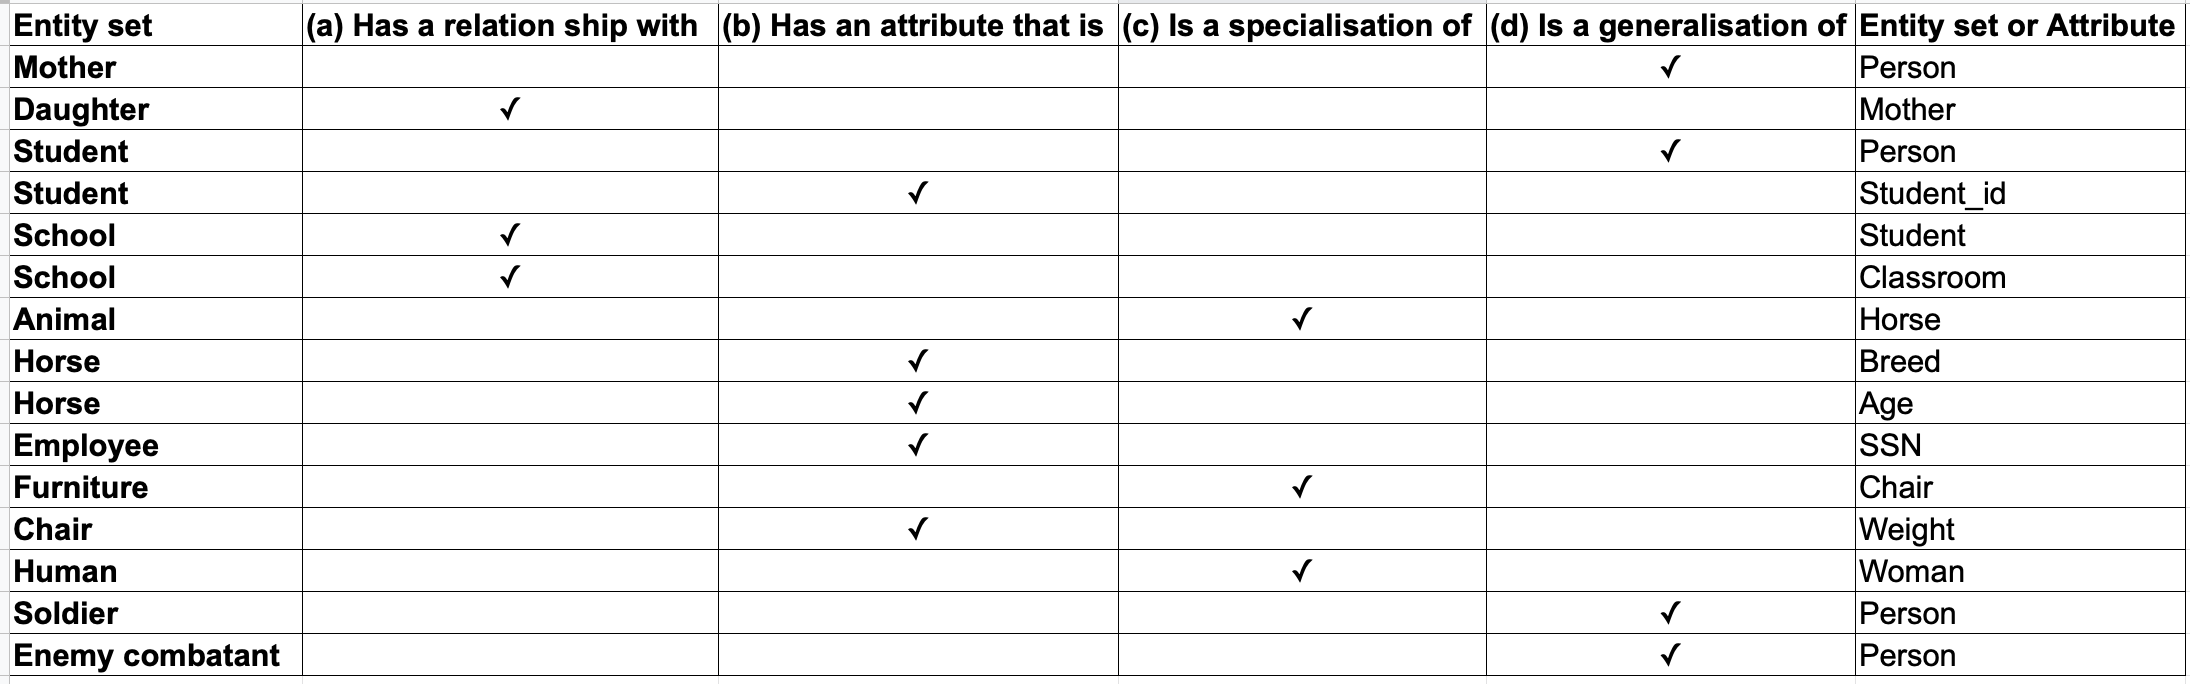 Entity set (a) Has a relation ship with (b) Has an attribute that is (c) Is a specialisation of (d) Is a generalisation of Entity set or Attribute
Mother ✓ Person
Daughter ✓ Mother
Student ✓ Person
Student ✓ Student_id
School ✓ Student
School ✓ Classroom
Animal ✓ Horse
Horse ✓ Breed
Horse ✓ Age
Employee ✓ SSN
Furniture ✓ Chair
Chair ✓ Weight
Human ✓ Woman
Soldier ✓ Person
Enemy combatant ✓ Person